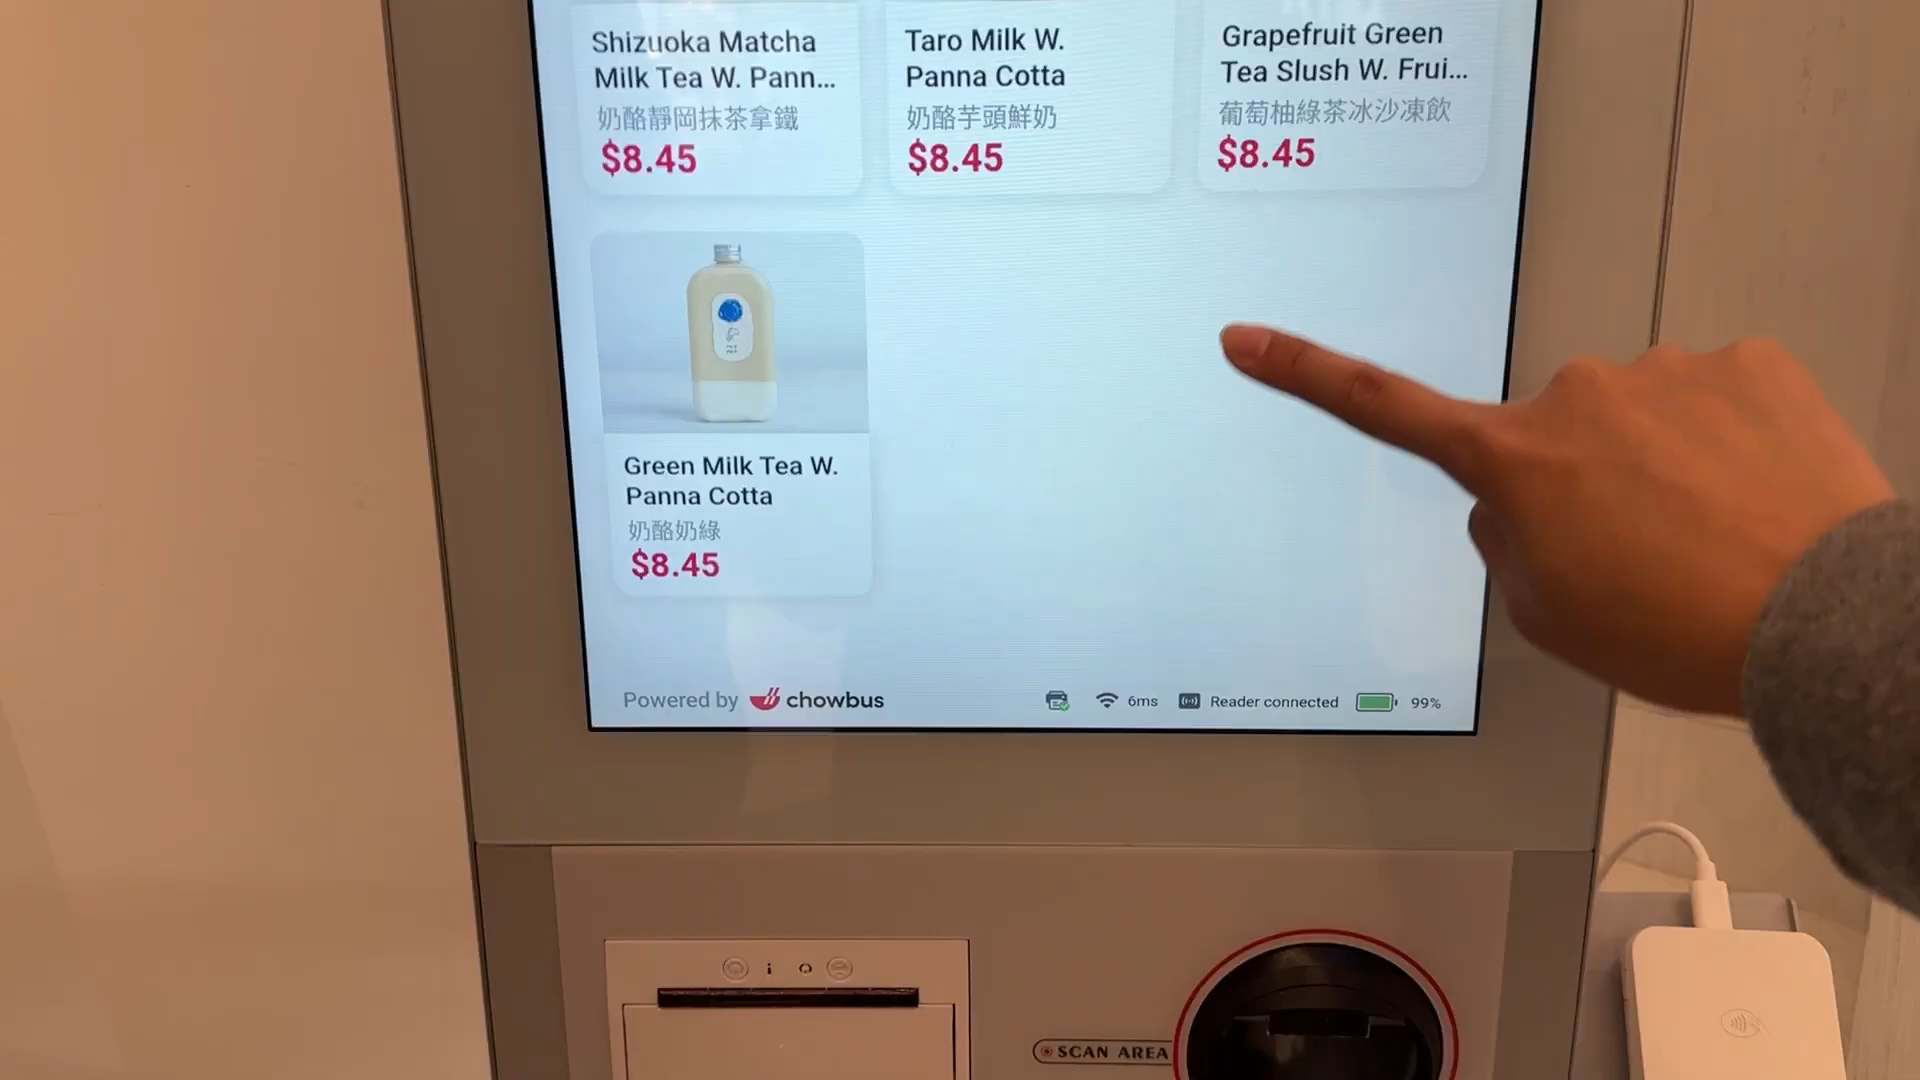 Shizuoka Matcha
Milk Tea W. Pann...
奶酪靜岡抹茶拿鐵
$8.45
Taro Milk W.
Panna Cotta
奶酪芋頭鮮奶
$8.45
Grapefruit Green
Tea Slush W. Frui...
葡萄柚綠茶冰沙凍飲
$8.45
Green Milk Tea W.
Panna Cotta
奶酪奶綠
$8.45
Powered by chowbus
6ms
Reader connected
99%
SCAN AREA